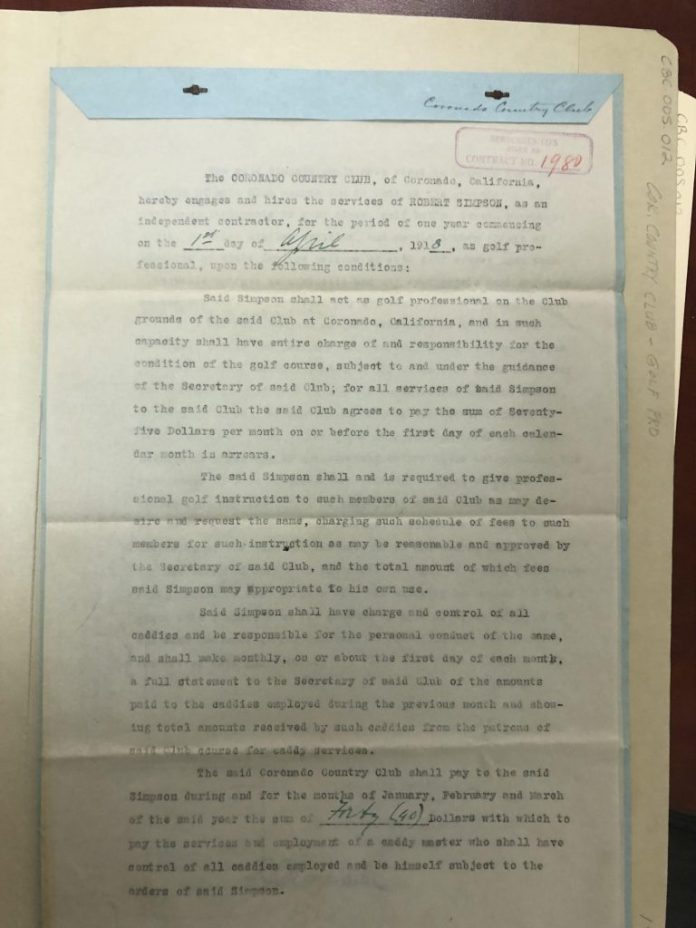 Coronado Country Club
CONTRACT NO. 1980
CBC 005 012
COR. COUNTRY CLUB - GOLF PRO
The CORONADO COUNTRY CLUB, of Coronado, California,
hereby engages and hires the services of ROBERT SIMPSON, as an
independent contractor, for the period of one year commencing
on the 1st day of April, 1913, as golf pro-
fessional, upon the following conditions:
Said Simpson shall act as golf professional on the Club
grounds of the said Club at Coronado, California, and in such
capacity shall have entire charge of and responsibility for the
condition of the golf course, subject to and under the guidance
of the Secretary of said Club; for all services of said Simpson
to the said Club the said Club agrees to pay the sum of Seventy-
five Dollars per month on or before the first day of each calen-
dar month in arrears.
The said Simpson shall and is required to give profes-
sional golf instruction to such members of said Club as may de-
sire and request the same, charging such schedule of fees to such
members for such instruction as may be reasonable and approved by
the Secretary of said Club, and the total amount of which fees
said Simpson may appropriate to his own use.
Said Simpson shall have charge and control of all
caddies and be responsible for the personal conduct of the same,
and shall make monthly, on or about the first day of each month,
a full statement to the Secretary of said Club of the amounts
paid to the caddies employed during the previous month and show-
ing total amounts received by such caddies from the patrons of
said Club course for caddy services.
The said Coronado Country Club shall pay to the said
Simpson during and for the months of January, February and March
of the said year the sum of Forty (40) Dollars with which to
pay the services and employment of a caddy master who shall have
control of all caddies employed and be himself subject to the
orders of said Simpson.